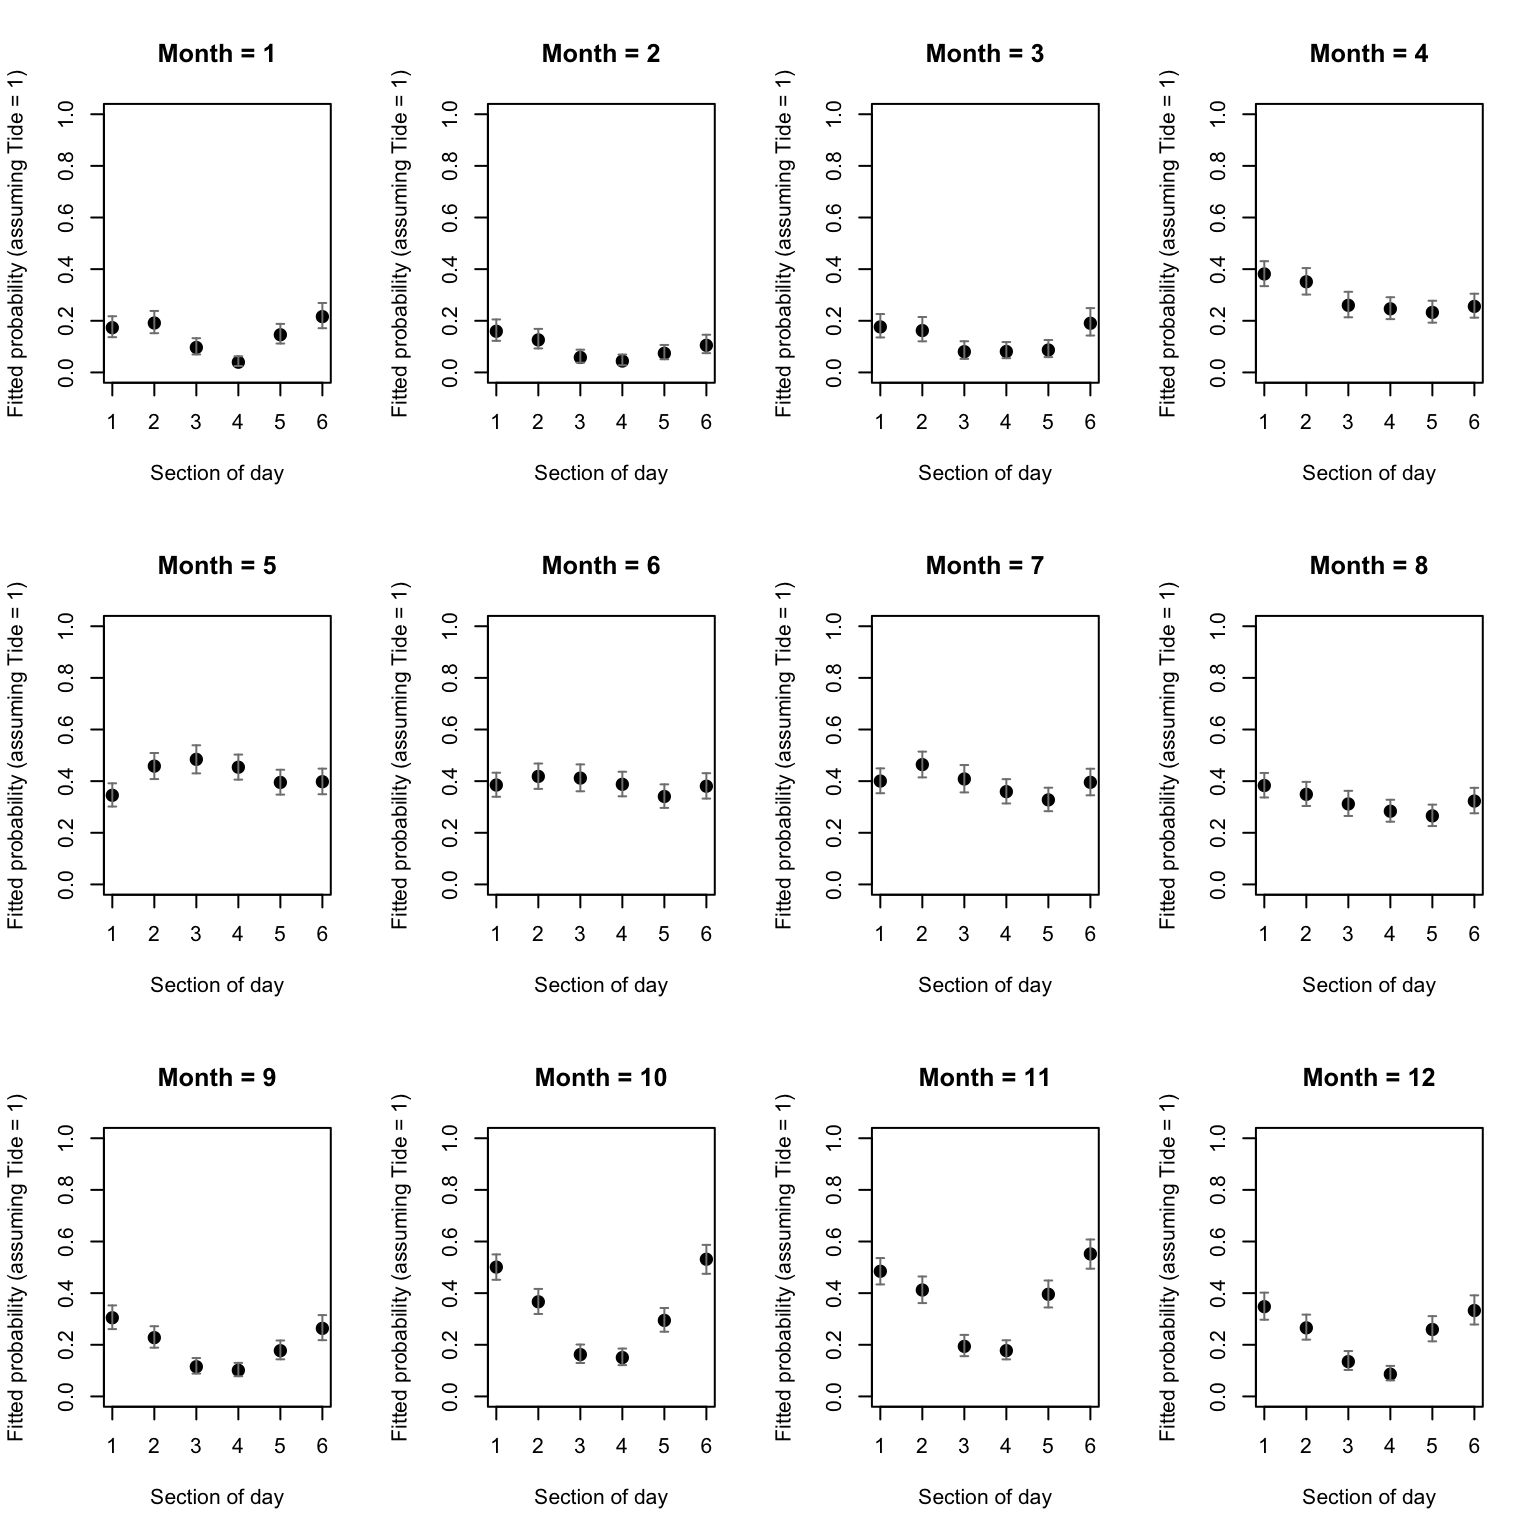 Month = 1
Fitted probability (assuming Tide = 1)
1.0
0.8
0.6
0.4
0.2
0.0
1 2 3 4 5 6
Section of day
Month = 2
Fitted probability (assuming Tide = 1)
1.0
0.8
0.6
0.4
0.2
0.0
1 2 3 4 5 6
Section of day
Month = 3
Fitted probability (assuming Tide = 1)
1.0
0.8
0.6
0.4
0.2
0.0
1 2 3 4 5 6
Section of day
Month = 4
Fitted probability (assuming Tide = 1)
1.0
0.8
0.6
0.4
0.2
0.0
1 2 3 4 5 6
Section of day
Month = 5
Fitted probability (assuming Tide = 1)
1.0
0.8
0.6
0.4
0.2
0.0
1 2 3 4 5 6
Section of day
Month = 6
Fitted probability (assuming Tide = 1)
1.0
0.8
0.6
0.4
0.2
0.0
1 2 3 4 5 6
Section of day
Month = 7
Fitted probability (assuming Tide = 1)
1.0
0.8
0.6
0.4
0.2
0.0
1 2 3 4 5 6
Section of day
Month = 8
Fitted probability (assuming Tide = 1)
1.0
0.8
0.6
0.4
0.2
0.0
1 2 3 4 5 6
Section of day
Month = 9
Fitted probability (assuming Tide = 1)
1.0
0.8
0.6
0.4
0.2
0.0
1 2 3 4 5 6
Section of day
Month = 10
Fitted probability (assuming Tide = 1)
1.0
0.8
0.6
0.4
0.2
0.0
1 2 3 4 5 6
Section of day
Month = 11
Fitted probability (assuming Tide = 1)
1.0
0.8
0.6
0.4
0.2
0.0
1 2 3 4 5 6
Section of day
Month = 12
Fitted probability (assuming Tide = 1)
1.0
0.8
0.6
0.4
0.2
0.0
1 2 3 4 5 6
Section of day